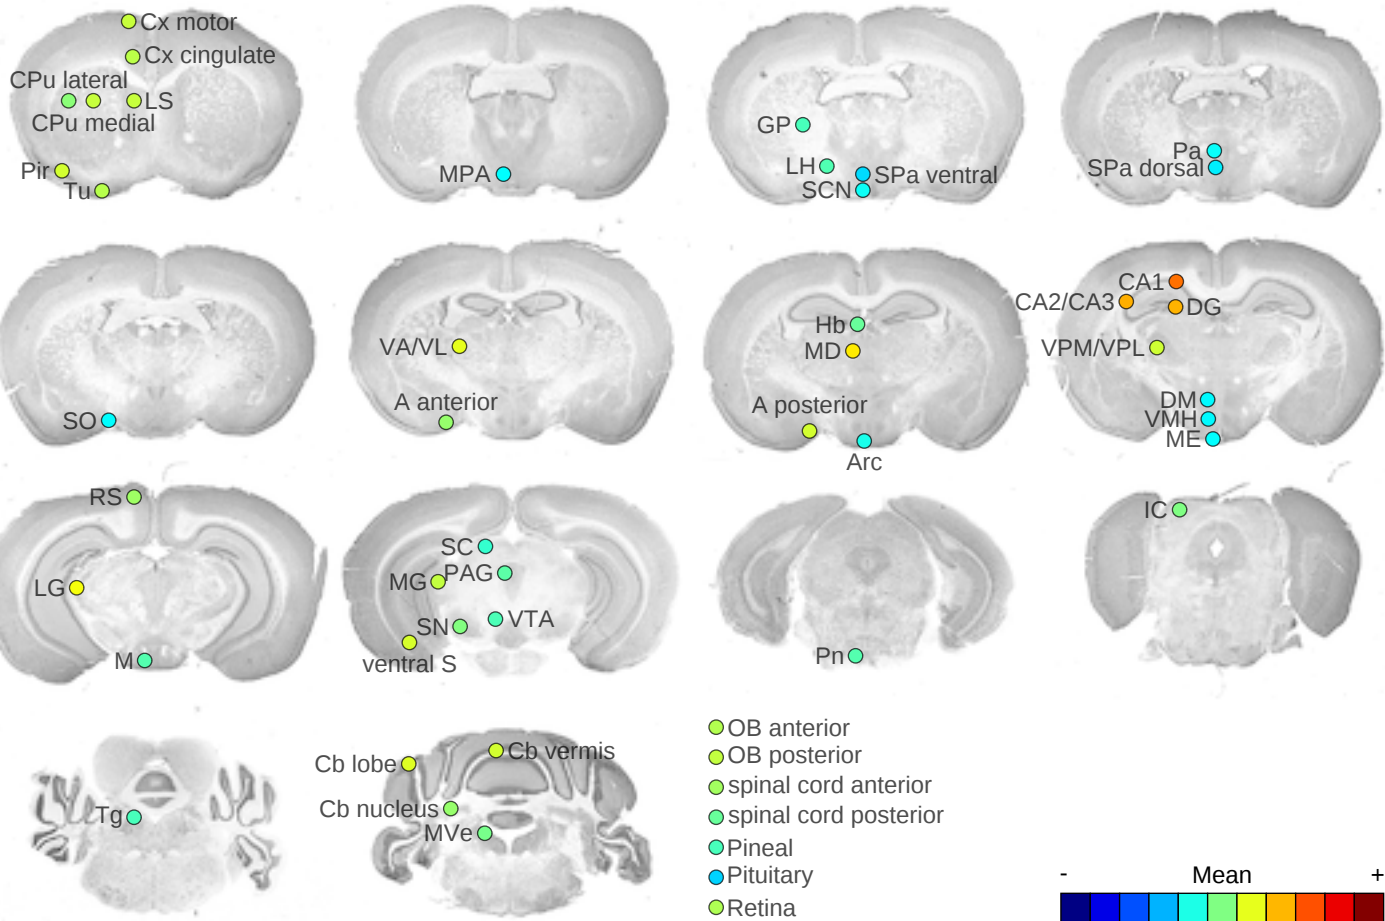 Cx motor
Cx cingulate
CPu lateral
LS
CPu medial
Pir
Tu
MPA
GP
LH
SPa ventral
SCN
Pa
SPa dorsal
SO
VA/VL
A anterior
Hb
MD
A posterior
Arc
CA1
CA2/CA3
DG
VPM/VPL
DM
VMH
ME
RS
LG
M
SC
PAG
MG
VTA
SN
ventral S
Pn
IC
Tg
Cb vermis
Cb lobe
Cb nucleus
MVe
OB anterior
OB posterior
spinal cord anterior
spinal cord posterior
Pineal
Pituitary
Retina
- Mean +